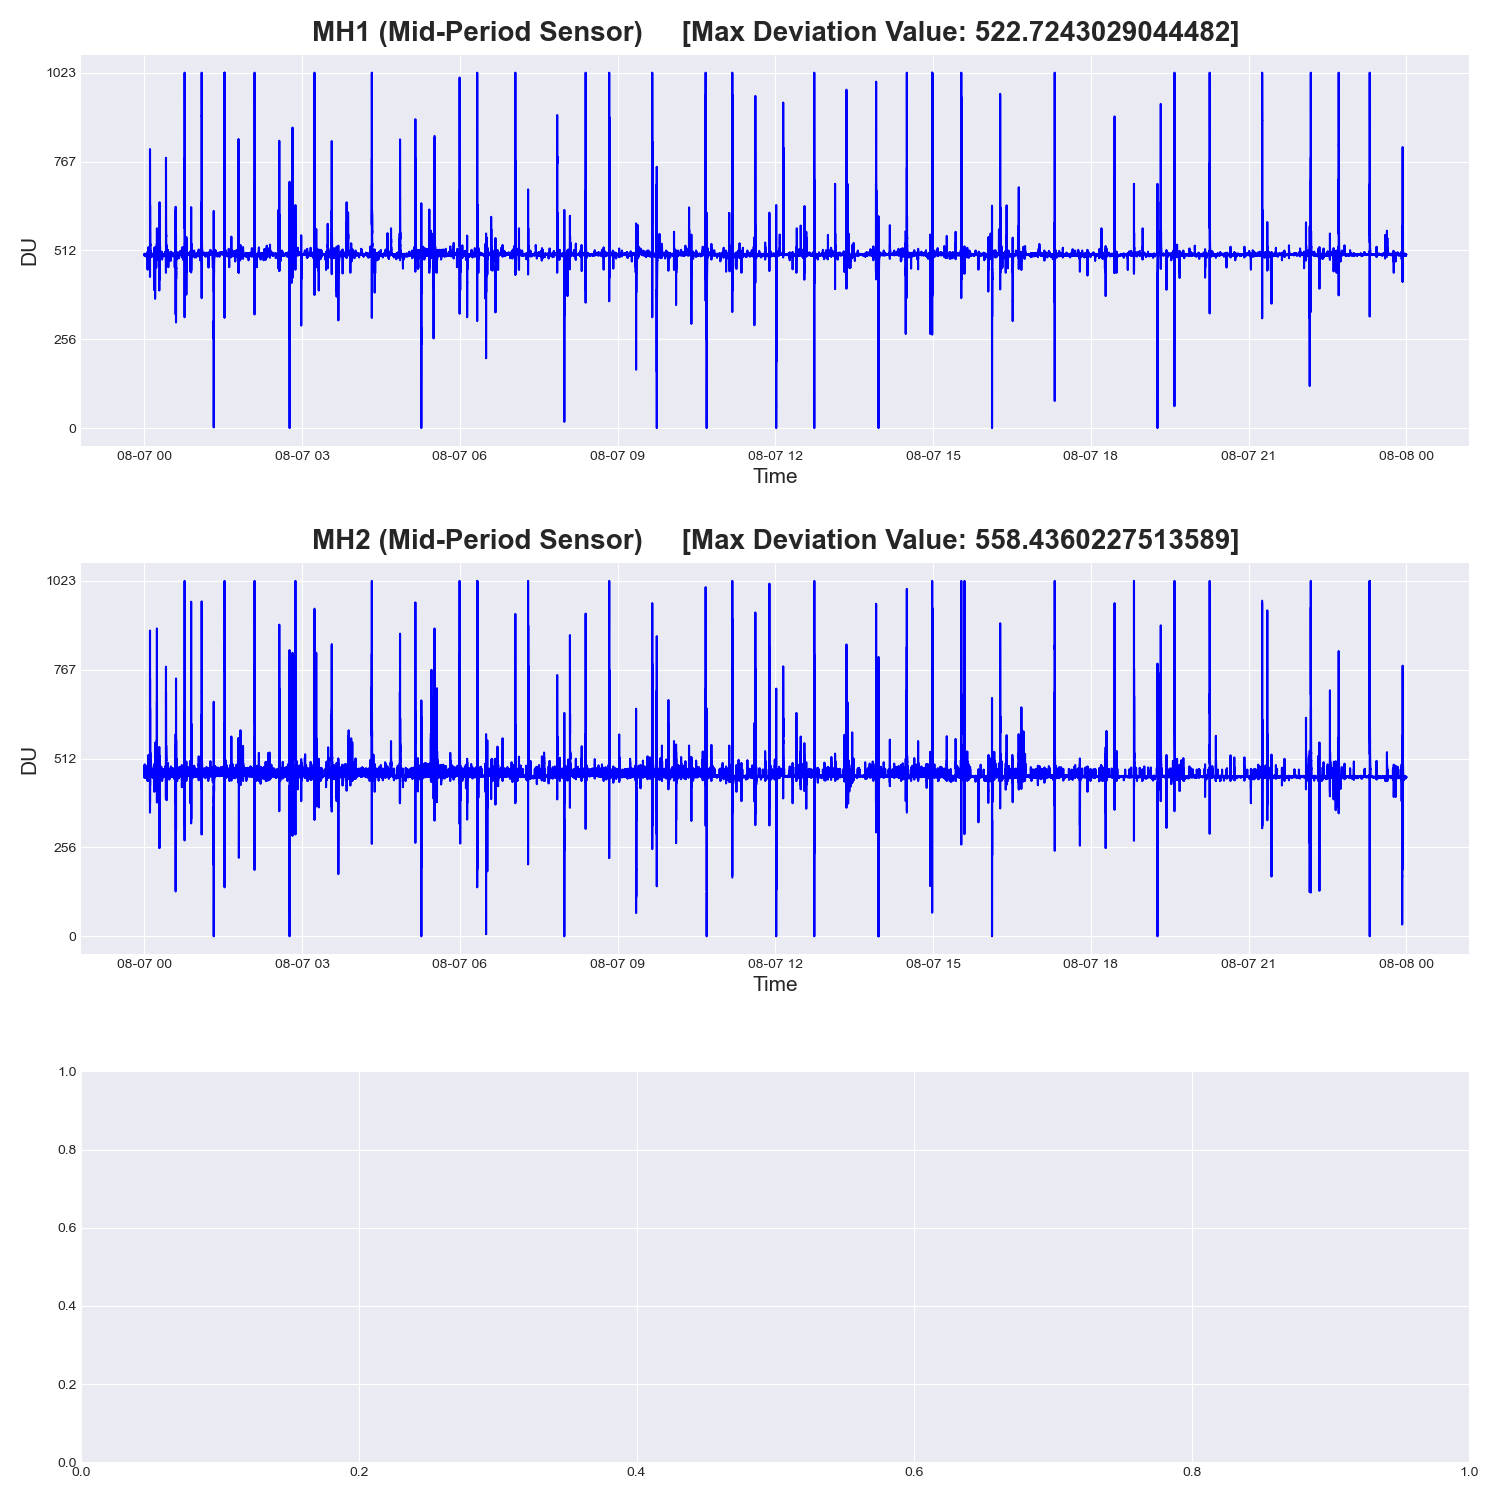 MH1 (Mid-Period Sensor) [Max Deviation Value: 522.7243029044482]
1023
767
512
256
0
DU
08-07 00 08-07 03 08-07 06 08-07 09 08-07 12 08-07 15 08-07 18 08-07 21 08-08 00
Time
MH2 (Mid-Period Sensor) [Max Deviation Value: 558.4360227513589]
1023
767
512
256
0
DU
08-07 00 08-07 03 08-07 06 08-07 09 08-07 12 08-07 15 08-07 18 08-07 21 08-08 00
Time
1.0
0.8
0.6
0.4
0.2
0.0
0.0 0.2 0.4 0.6 0.8 1.0